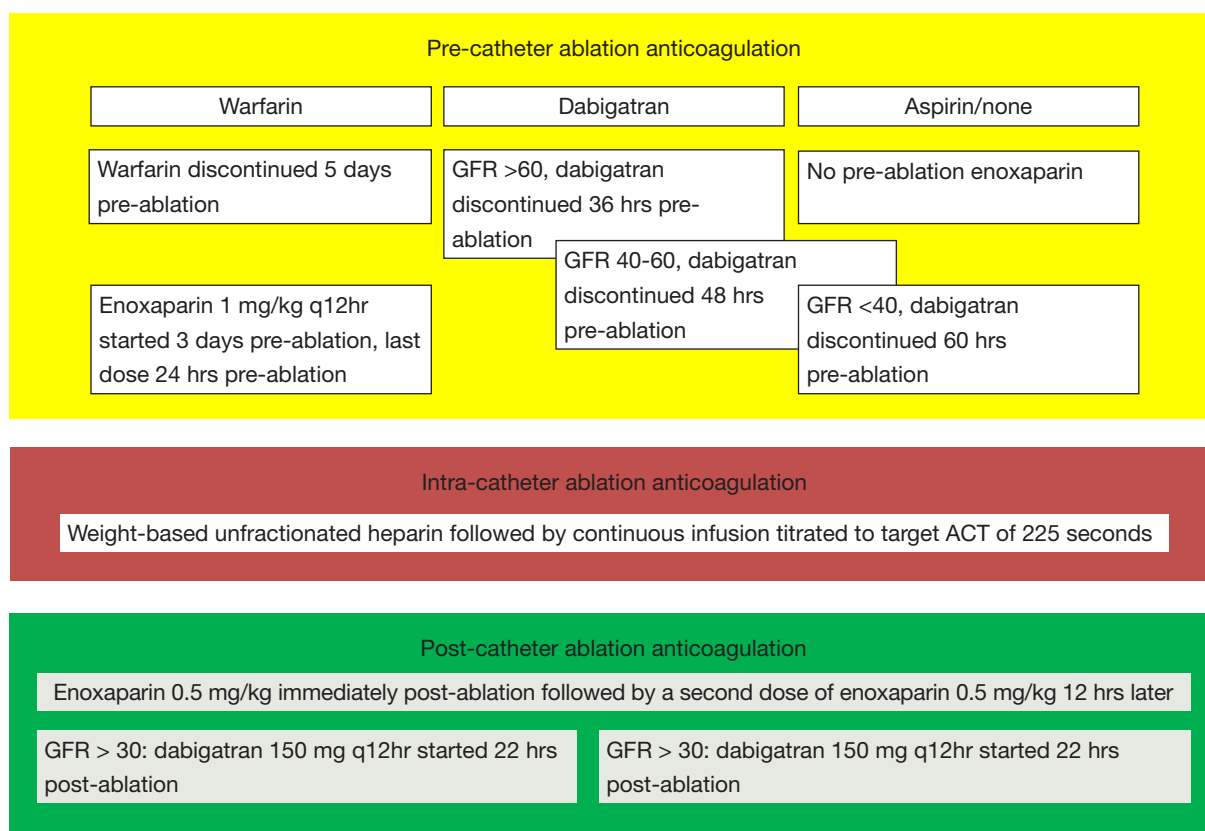 Pre-catheter ablation anticoagulation
Warfarin
Dabigatran
Aspirin/none
Warfarin discontinued 5 days
pre-ablation
GFR >60, dabigatran
discontinued 36 hrs pre-
ablation
No pre-ablation enoxaparin
GFR 40-60, dabigatran
discontinued 48 hrs
pre-ablation
Enoxaparin 1 mg/kg q12hr
started 3 days pre-ablation, last
dose 24 hrs pre-ablation
GFR <40, dabigatran
discontinued 60 hrs
pre-ablation
Intra-catheter ablation anticoagulation
Weight-based unfractionated heparin followed by continuous infusion titrated to target ACT of 225 seconds
Post-catheter ablation anticoagulation
Enoxaparin 0.5 mg/kg immediately post-ablation followed by a second dose of enoxaparin 0.5 mg/kg 12 hrs later
GFR > 30: dabigatran 150 mg q12hr started 22 hrs
post-ablation
GFR > 30: dabigatran 150 mg q12hr started 22 hrs
post-ablation